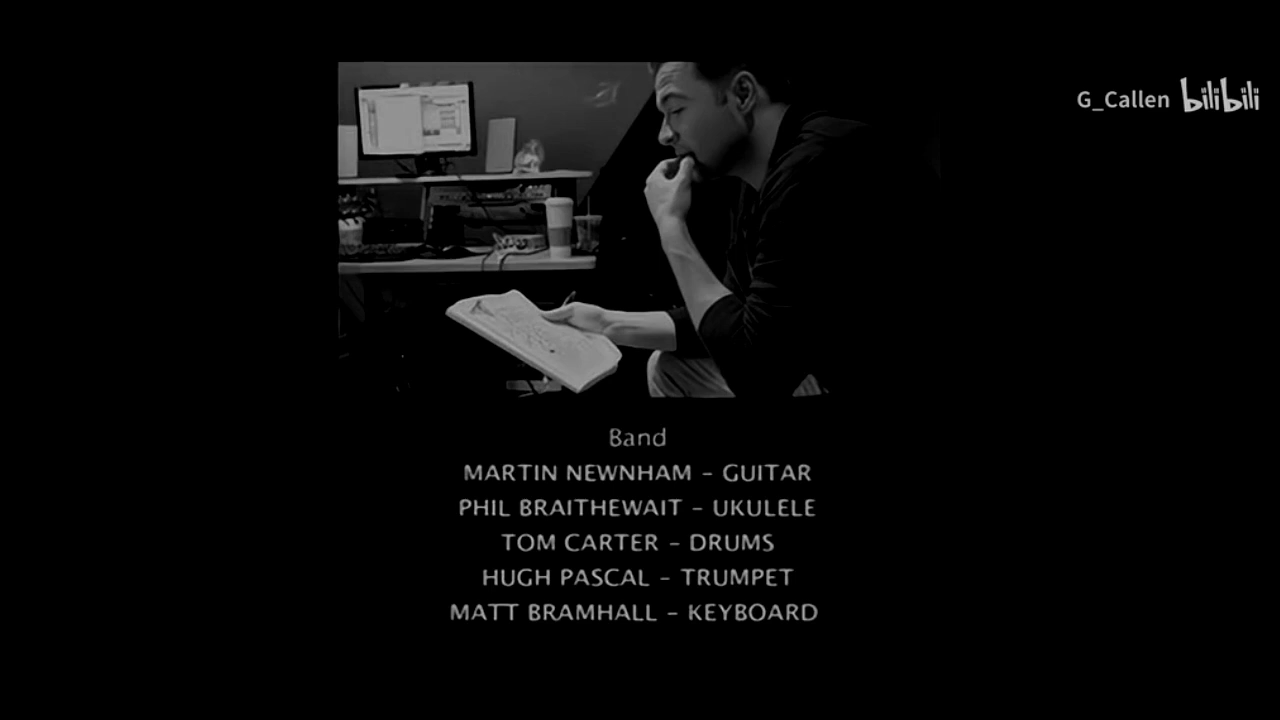 G_Callen bilibili
Band
MARTIN NEWNHAM – GUITAR
PHIL BRAITHEWAIT – UKULELE
TOM CARTER – DRUMS
HUGH PASCAL – TRUMPET
MATT BRAMHALL – KEYBOARD